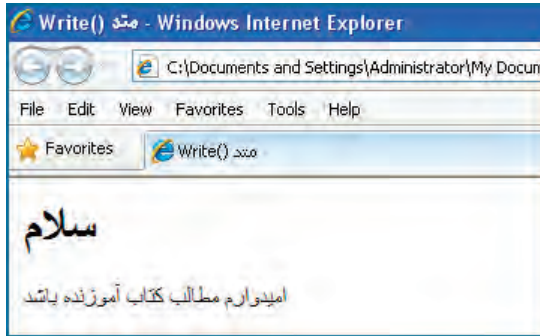 Write() متد - Windows Internet Explorer
C:\Documents and Settings\Administrator\My Docum
File Edit View Favorites Tools Help
Favorites Write() متد
سلام
امیدوارم مطالب کتاب آموزنده باشد